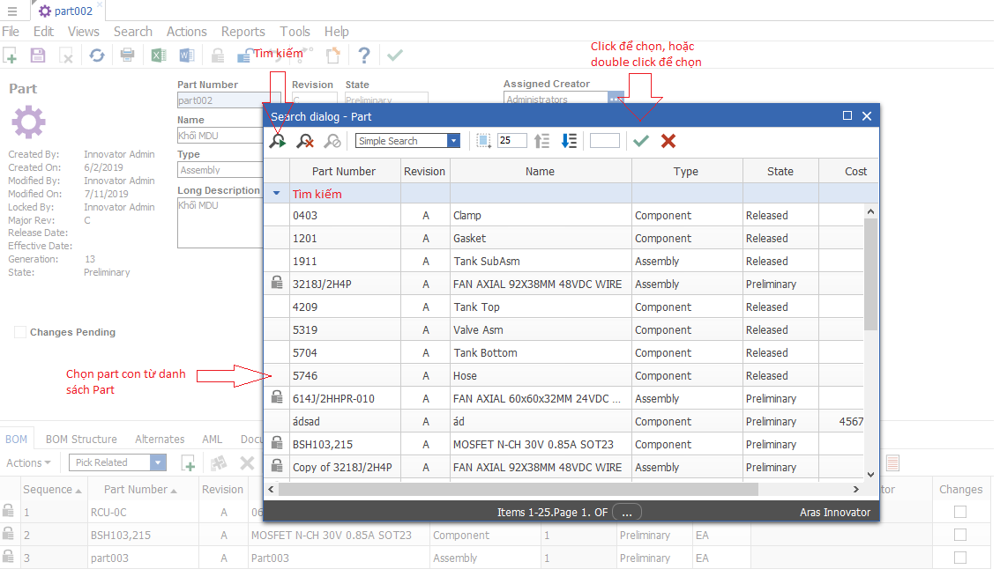 part002
File Edit Views Search Actions Reports Tools Help
Tìm kiếm
Click để chọn, hoặc
double click để chọn
Part
Part Number Revision State Assigned Creator
part002 C Preliminary Administrators
Name
Khối MDU
Type
Assembly
Long Description
Khối MDU
Created By: Innovator Admin
Created On: 6/2/2019
Modified By: Innovator Admin
Modified On: 7/11/2019
Locked By: Innovator Admin
Major Rev: C
Release Date:
Effective Date:
Generation: 13
State: Preliminary
Changes Pending
Chọn part con từ danh
sách Part
Search dialog - Part
Simple Search 25
Part Number Revision Name Type State Cost
Tìm kiếm
0403 A Clamp Component Released
1201 A Gasket Component Released
1911 A Tank SubAsm Assembly Released
3218J/2H4P A FAN AXIAL 92X38MM 48VDC WIRE Assembly Preliminary
4209 A Tank Top Component Released
5319 A Valve Asm Component Released
5704 A Tank Bottom Component Released
5746 A Hose Component Released
614J/2HHPR-010 A FAN AXIAL 60x60x32MM 24VDC ... Assembly Preliminary
ádsad A ád Component Preliminary 4567
BSH103,215 A MOSFET N-CH 30V 0.85A SOT23 Component Preliminary
Copy of 3218J/2H4P A FAN AXIAL 92X38MM 48VDC WIRE Assembly Preliminary
Items 1-25.Page 1. OF ... Aras Innovator
BOM BOM Structure Alternates AML Docu
Actions Pick Related
Sequence Part Number Revision tor Changes
1 RCU-0C A 06
2 BSH103,215 A MOSFET N-CH 30V 0.85A SOT23 Component 1 Preliminary EA
3 part003 A Part003 Assembly 1 Preliminary EA